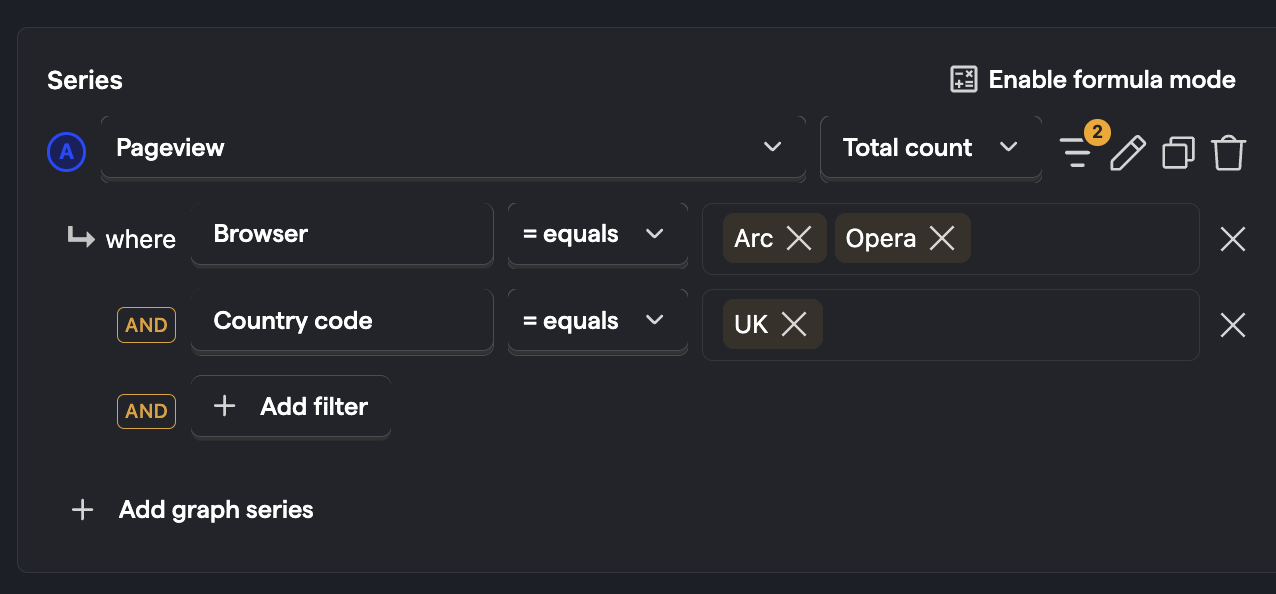 Series
Enable formula mode
A Pageview Total count 2
where Browser = equals Arc Opera
AND Country code = equals UK
AND + Add filter
+ Add graph series